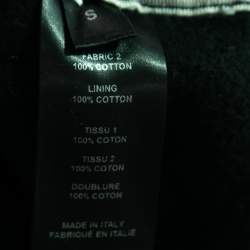 S
FABRIC 2
100% COTTON
LINING
100% COTTON
TISSU 1
100% COTON
TISSU 2
100% COTON
DOUBLURE
100% COTON
MADE IN ITALY
FABRIQUÉ EN ITALIE